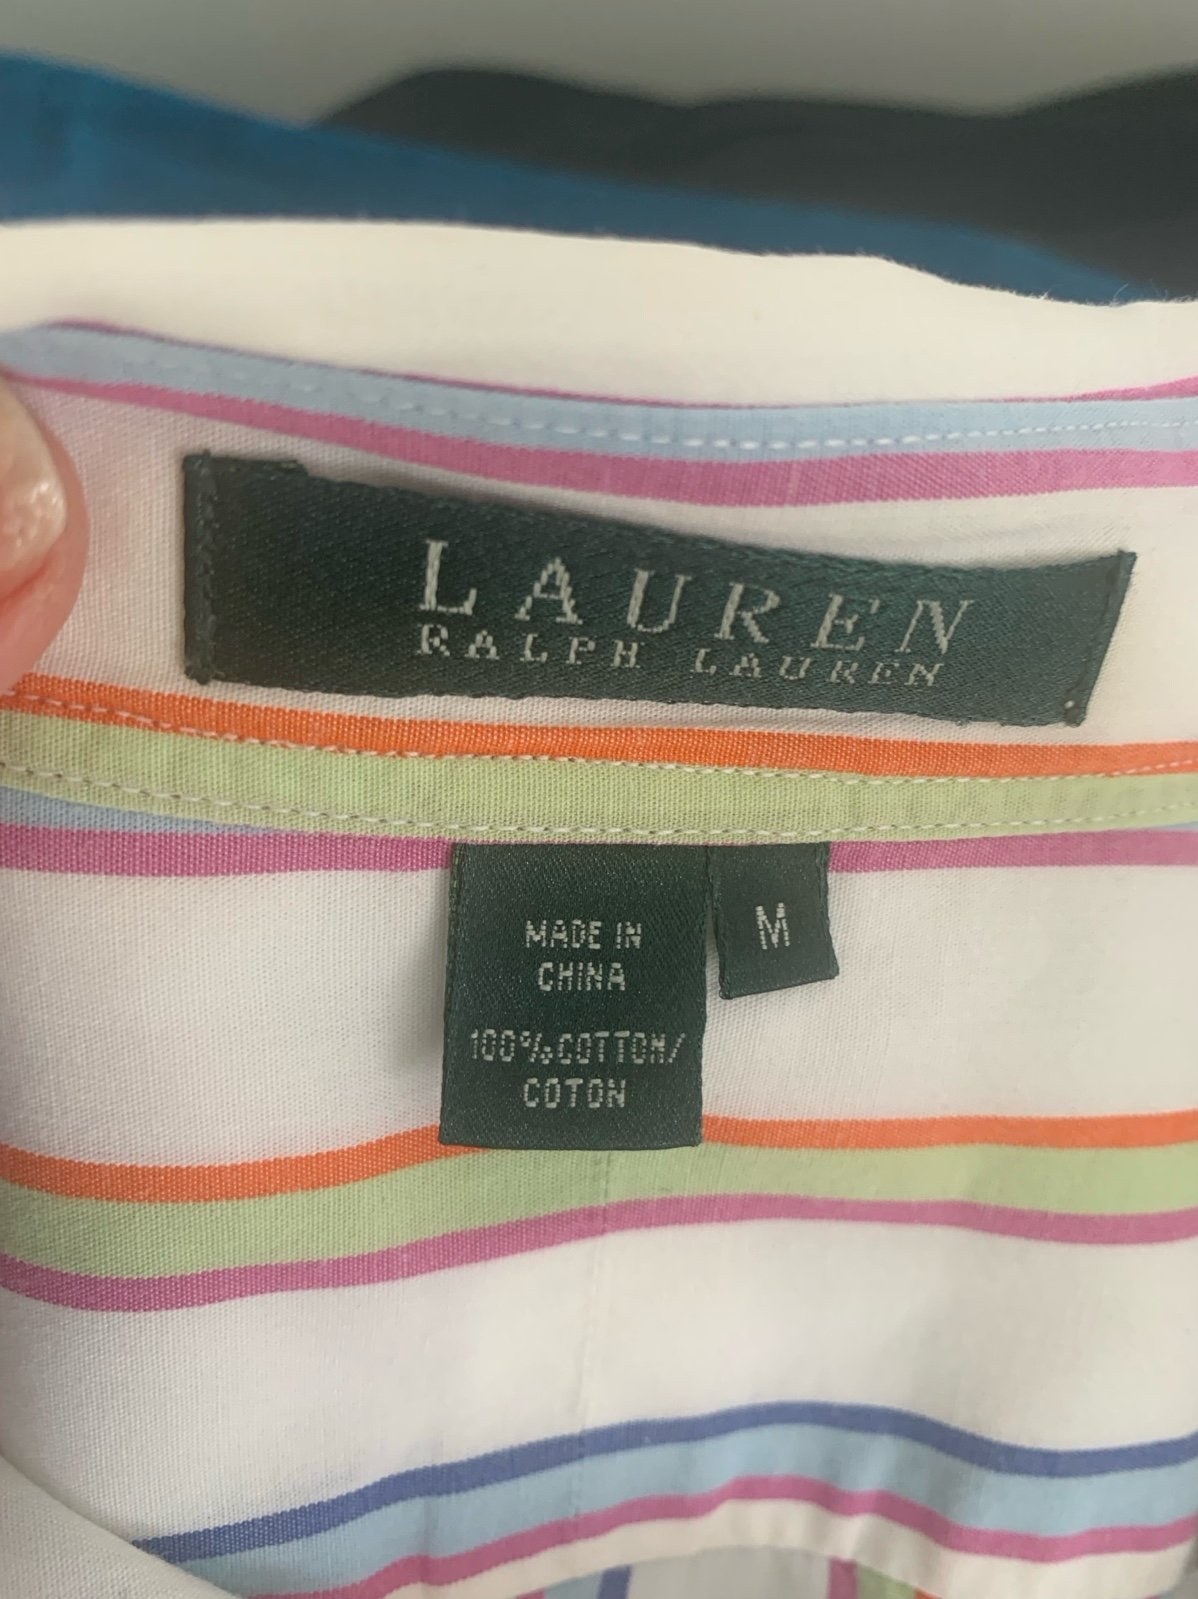 LAUREN
RALPH LAUREN
MADE IN
CHINA
100%COTTON/
COTON
M